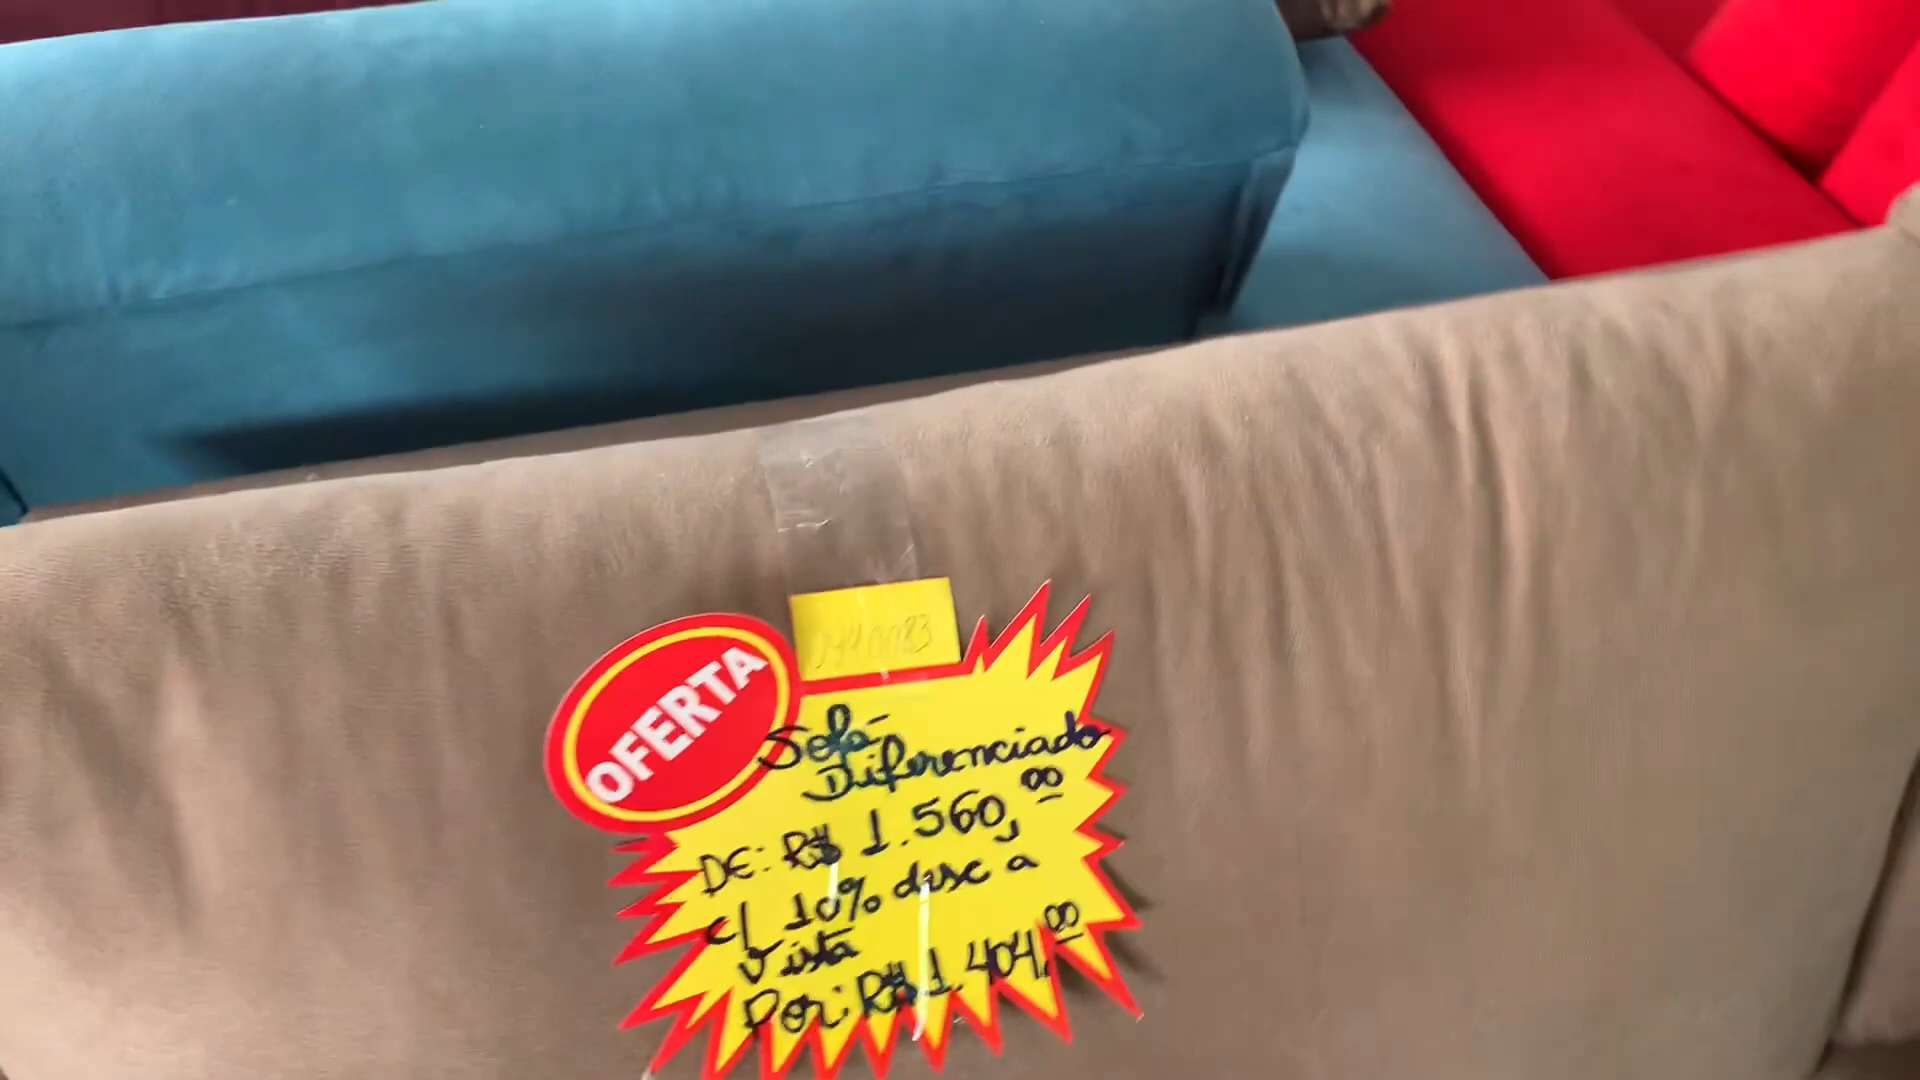 OFERTA
Sofá-
Diferenciado
DE: R$ 1.560,00
c/ 10% desc a
vista
Por: R$ 1.404,00